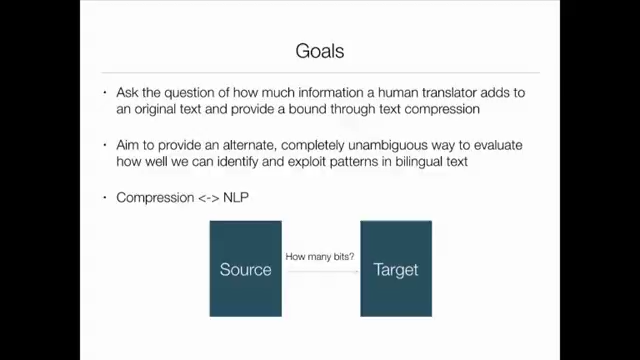 Goals
• Ask the question of how much information a human translator adds to
an original text and provide a bound through text compression
• Aim to provide an alternate, completely unambiguous way to evaluate
how well we can identify and exploit patterns in bilingual text
• Compression <-> NLP
How many bits?
Source
Target